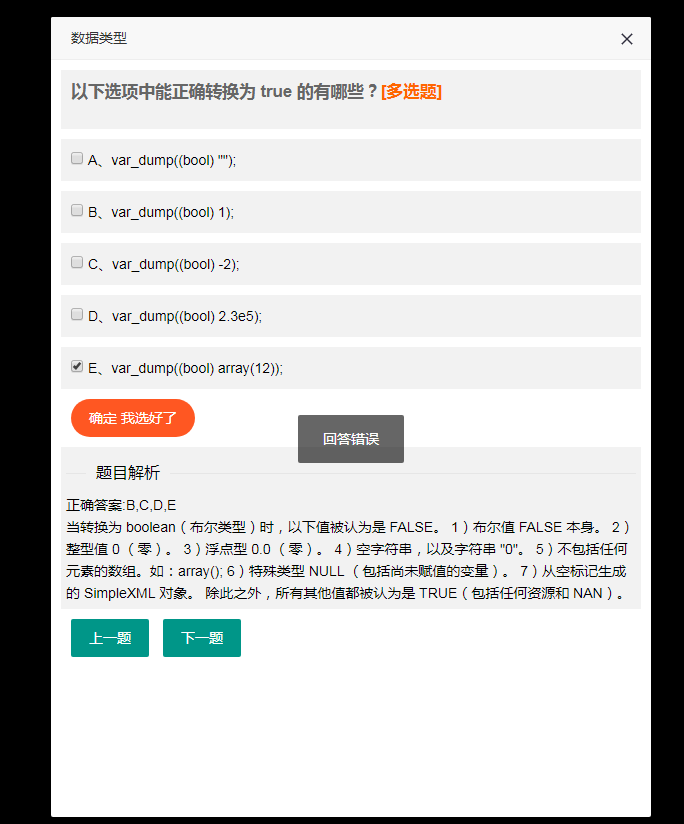 数据类型
以下选项中能正确转换为 true 的有哪些？[多选题]
A、var_dump((bool) "");
B、var_dump((bool) 1);
C、var_dump((bool) -2);
D、var_dump((bool) 2.3e5);
E、var_dump((bool) array(12));
确定 我选好了
回答错误
题目解析
正确答案:B,C,D,E
当转换为 boolean（布尔类型）时，以下值被认为是 FALSE。 1）布尔值 FALSE 本身。 2）
整型值 0 （零）。 3）浮点型 0.0 （零）。 4）空字符串，以及字符串 "0"。 5）不包括任何
元素的数组。如：array(); 6）特殊类型 NULL （包括尚未赋值的变量）。 7）从空标记生成
的 SimpleXML 对象。 除此之外，所有其他值都被认为是 TRUE（包括任何资源和 NAN）。
上一题 下一题